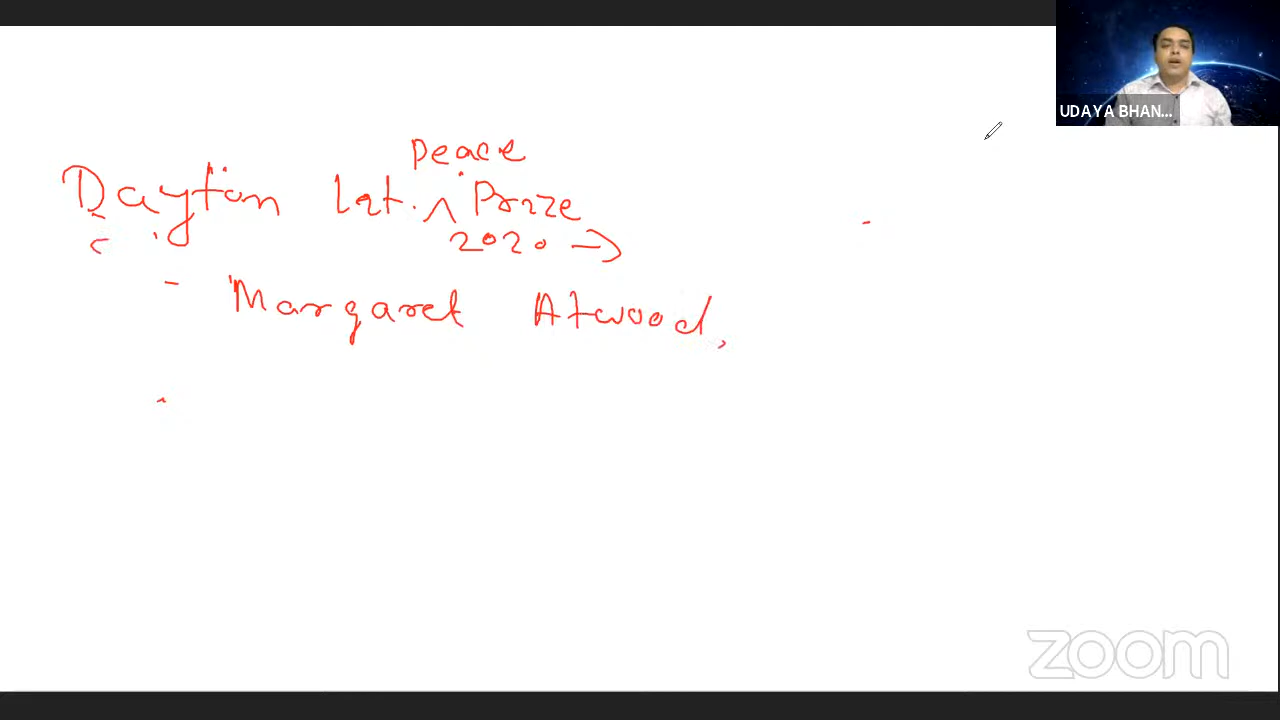 UDAYA BHAN...
peace
Dayton Lit. ^ Prize
2020 →
- Margaret Atwood,
zoom